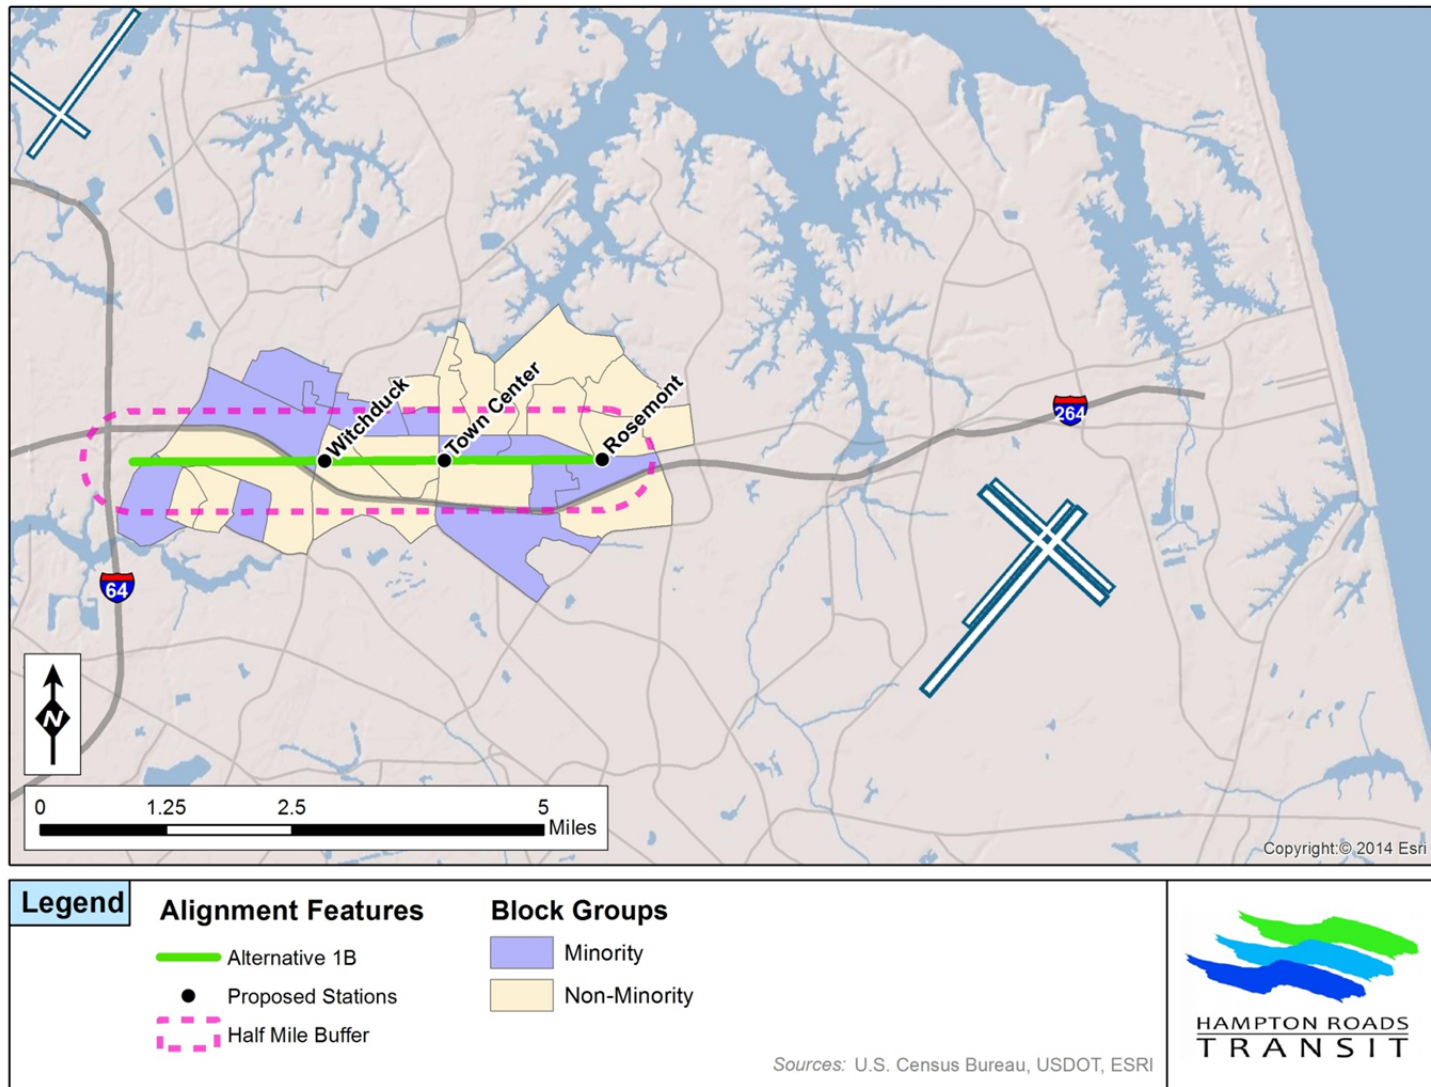 Witchduck
Town Center
Rosemont
264
64
N
0 1.25 2.5 5
Miles
Copyright:© 2014 Esri
Legend
Alignment Features
Alternative 1B
Proposed Stations
Half Mile Buffer
Block Groups
Minority
Non-Minority
Sources: U.S. Census Bureau, USDOT, ESRI
HAMPTON ROADS
TRANSIT